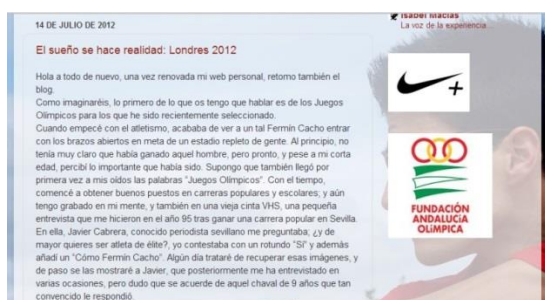 14 DE JULIO DE 2012
El sueño se hace realidad: Londres 2012
Hola a todo de nuevo, una vez renovada mi web personal, retomo también el
blog.
Como imaginaréis, lo primero de lo que os tengo que hablar es de los Juegos
Olímpicos para los que he sido recientemente seleccionado.
Cuando empecé con el atletismo, acababa de ver a un tal Fermín Cacho entrar
con los brazos abiertos en meta de un estadio repleto de gente. Al principio, no
tenía muy claro que había ganado aquel hombre, pero pronto, y pese a mi corta
edad, percibí lo importante que había sido. Supongo que también llegó por
primera vez a mis oídos las palabras "Juegos Olímpicos". Con el tiempo,
comencé a obtener buenos puestos en carreras populares y escolares; y aún
tengo grabado en mi mente, y también en una vieja cinta VHS, una pequeña
entrevista que me hicieron en el año 95 tras ganar una carrera popular en Sevilla.
En ella, Javier Cabrera, conocido periodista sevillano me preguntaba; ¿y de
mayor quieres ser atleta de élite?, yo contestaba con un rotundo "Sí" y además
añadí un "Cómo Fermín Cacho". Algún día trataré de recuperar esas imágenes, y
de paso se las mostraré a Javier, que posteriormente me ha entrevistado en
varias ocasiones, pero dudo que se acuerde de aquel chaval de 9 años que tan
convencido le respondió.
Isabel Macías
La voz de la experiencia...
+
FUNDACIÓN
ANDALUCÍA
OLÍMPICA